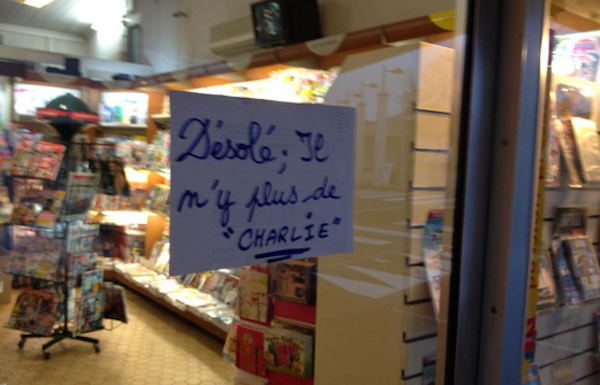 Désolé; Il
n'y plus de
"CHARLIE"